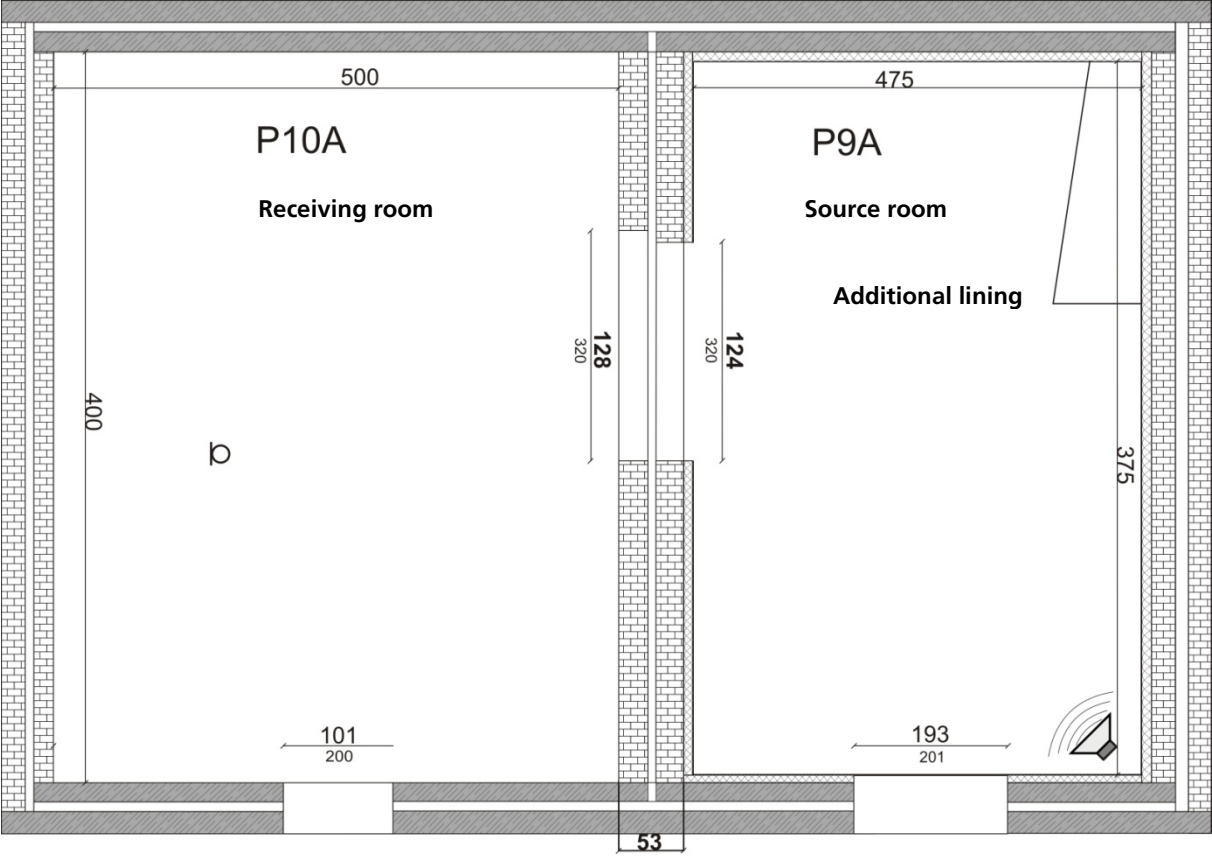 500
475
P10A
P9A
Receiving room
Source room
Additional lining
128
320
124
320
400
375
101
200
193
201
53